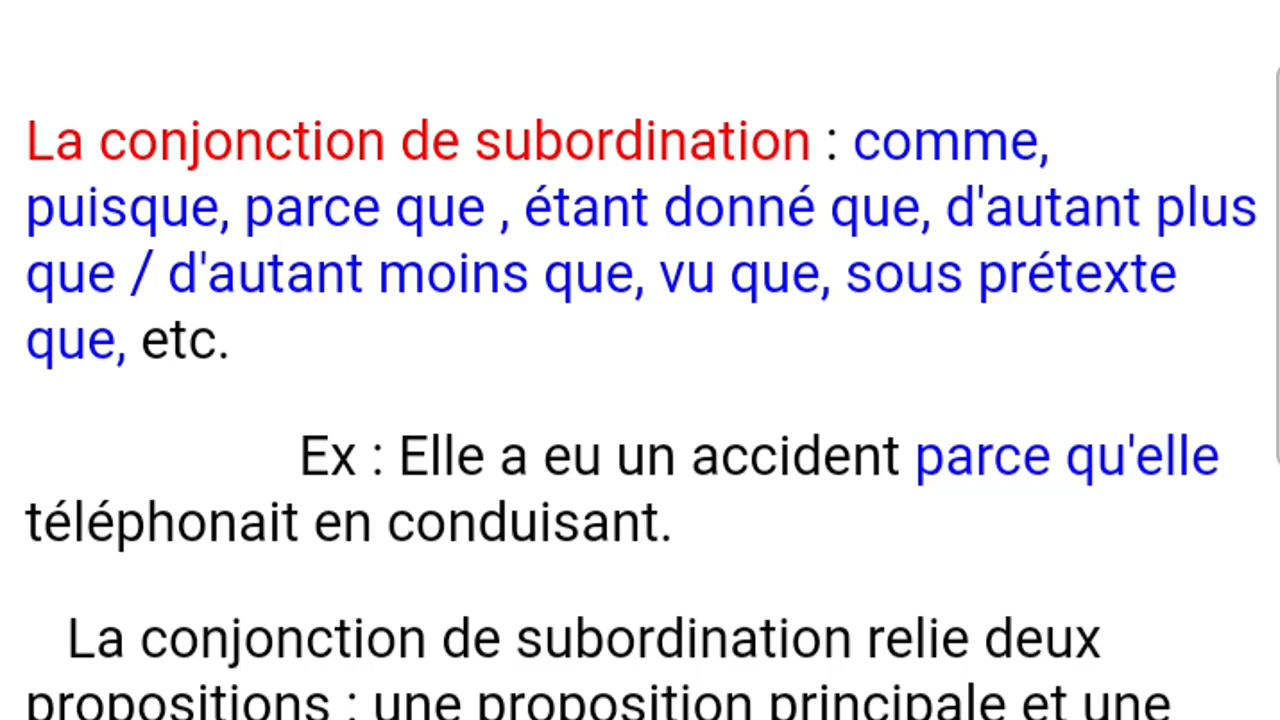 La conjonction de subordination : comme,
puisque, parce que , étant donné que, d'autant plus
que / d'autant moins que, vu que, sous prétexte
que, etc.
Ex : Elle a eu un accident parce qu'elle
téléphonait en conduisant.
La conjonction de subordination relie deux
propositions : une proposition principale et une